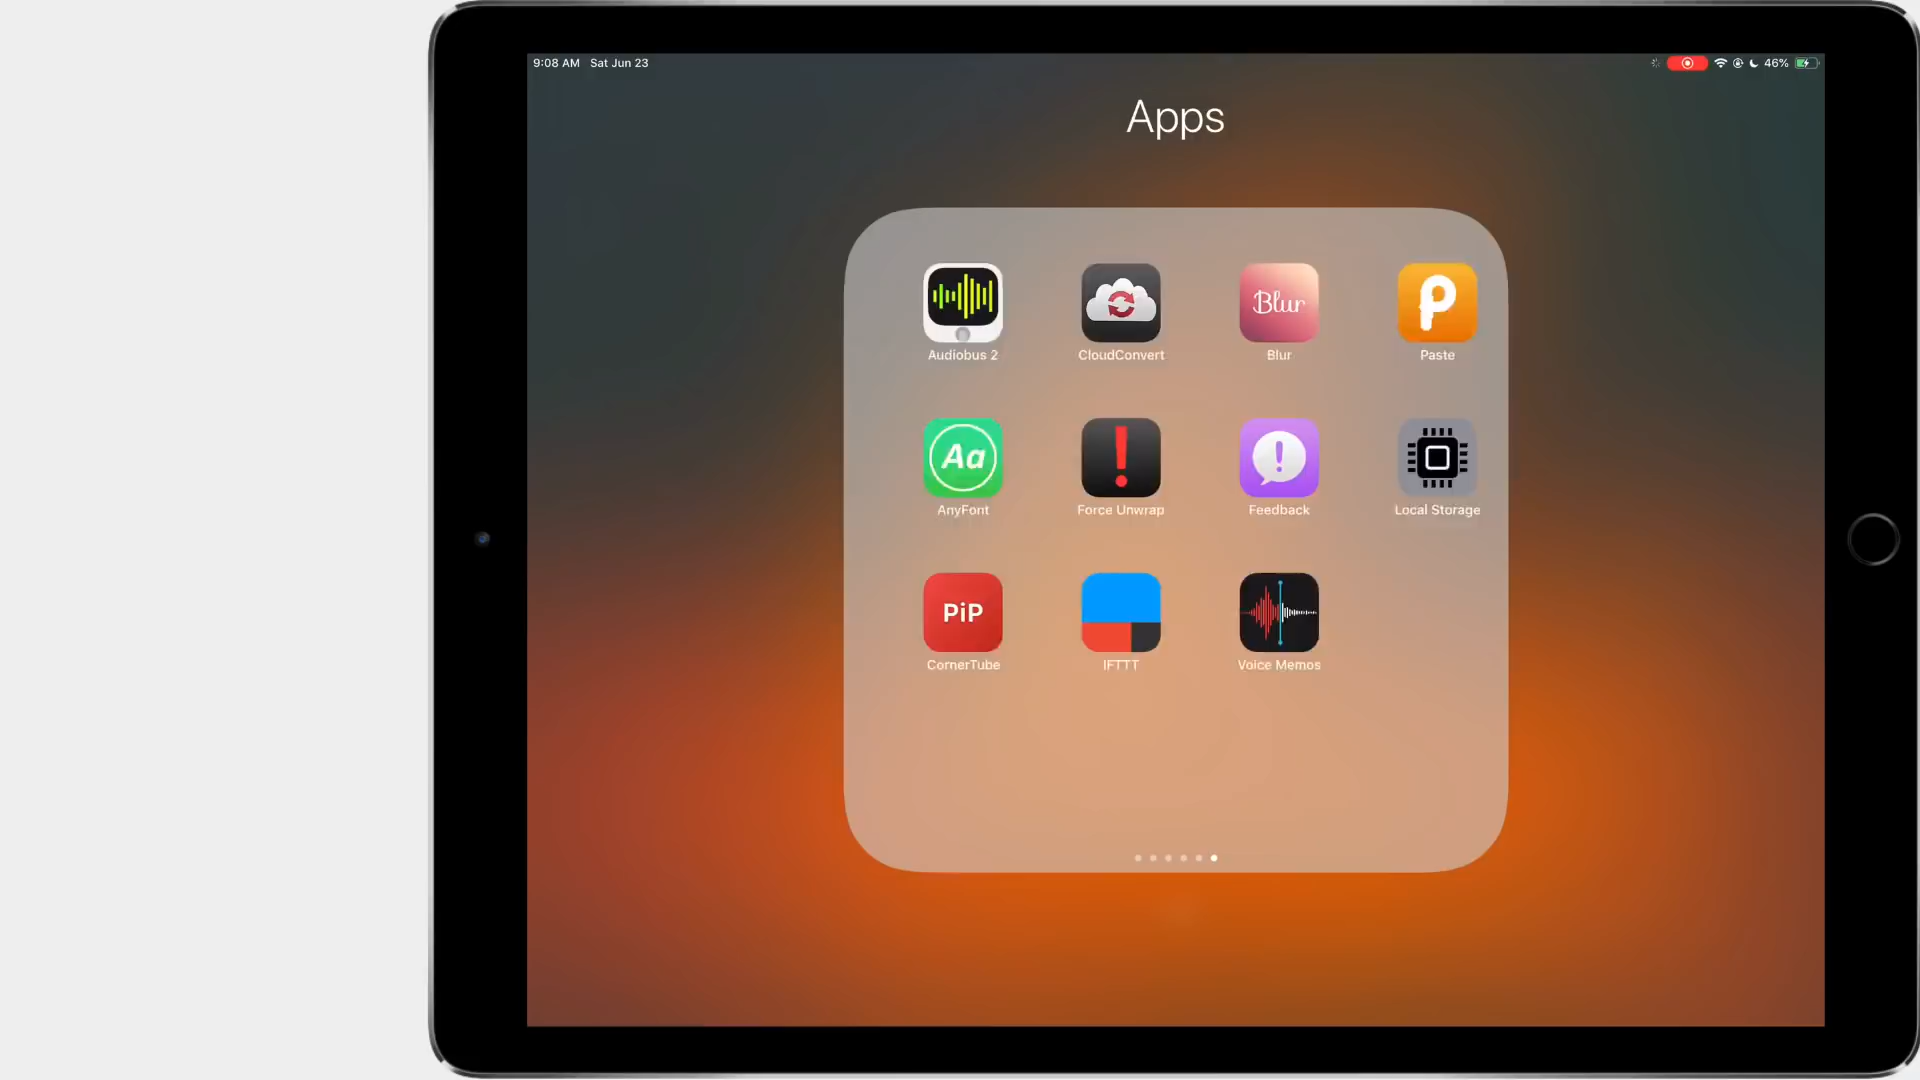 9:08 AM Sat Jun 23
46%
Apps
Blur
Audiobus 2 CloudConvert Blur Paste
Aa
AnyFont Force Unwrap Feedback Local Storage
PiP
CornerTube IFTTT Voice Memos